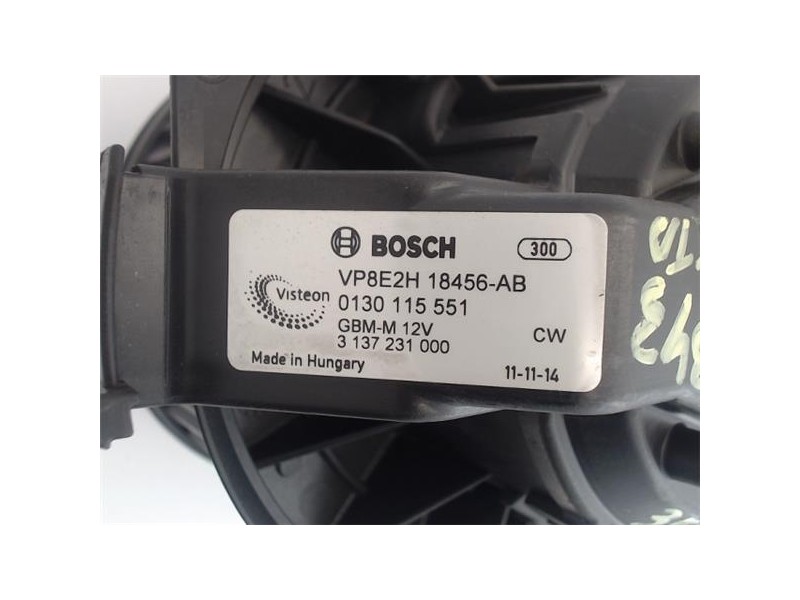 BOSCH 300
VP8E2H 18456-AB
Visteon 0130 115 551
GBM-M 12V CW
3 137 231 000
Made in Hungary 11-11-14